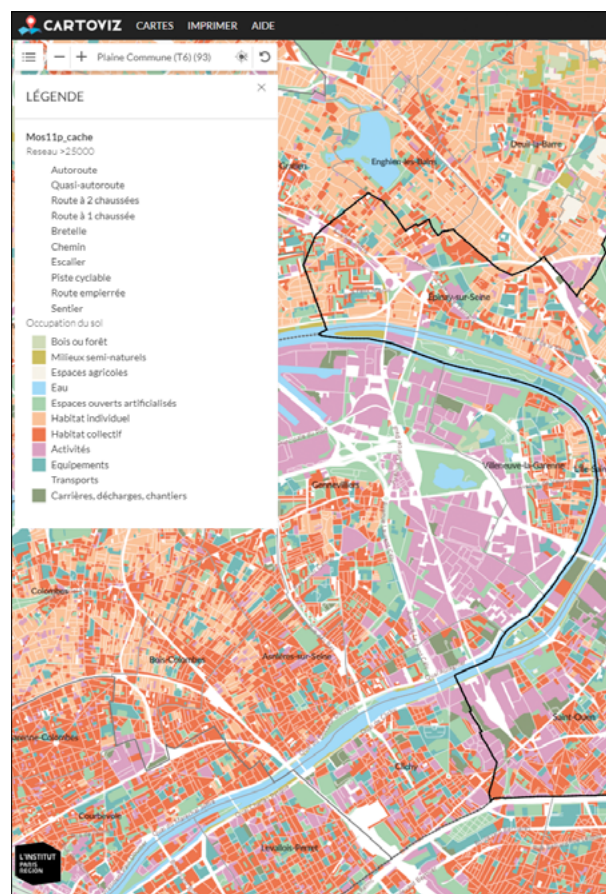 CARTOVIZ CARTES IMPRIMER AIDE
Plaine Commune (T6) (93)
LÉGENDE
Mos11p_cache
Reseau >25000
Autoroute
Quasi-autoroute
Route à 2 chaussées
Route à 1 chaussée
Bretelle
Chemin
Escalier
Piste cyclable
Route empierrée
Sentier
Occupation du sol
Bois ou forêt
Milieux semi-naturels
Espaces agricoles
Eau
Espaces ouverts artificialisés
Habitat individuel
Habitat collectif
Activités
Equipements
Transports
Carrières, décharges, chantiers
Deuil-la-Barre
Enghien-les-Bains
Epinay-sur-Seine
Villeneuve-la-Garenne
Gennevilliers
Colombes
Bois-Colombes
Asnières-sur-Seine
Saint-Ouen
Clichy
Courbevoie
Levallois-Perret
L'INSTITUT
PARIS
REGION